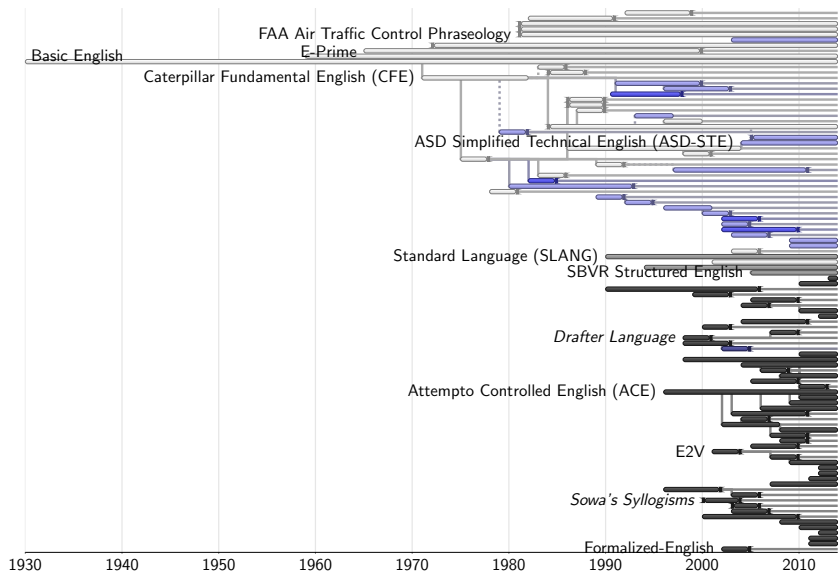 FAA Air Traffic Control Phraseology
E-Prime
Basic English
Caterpillar Fundamental English (CFE)
ASD Simplified Technical English (ASD-STE)
Standard Language (SLANG)
SBVR Structured English
Drafter Language
Attempto Controlled English (ACE)
E2V
Sowa's Syllogisms
Formalized-English
1930 1940 1950 1960 1970 1980 1990 2000 2010